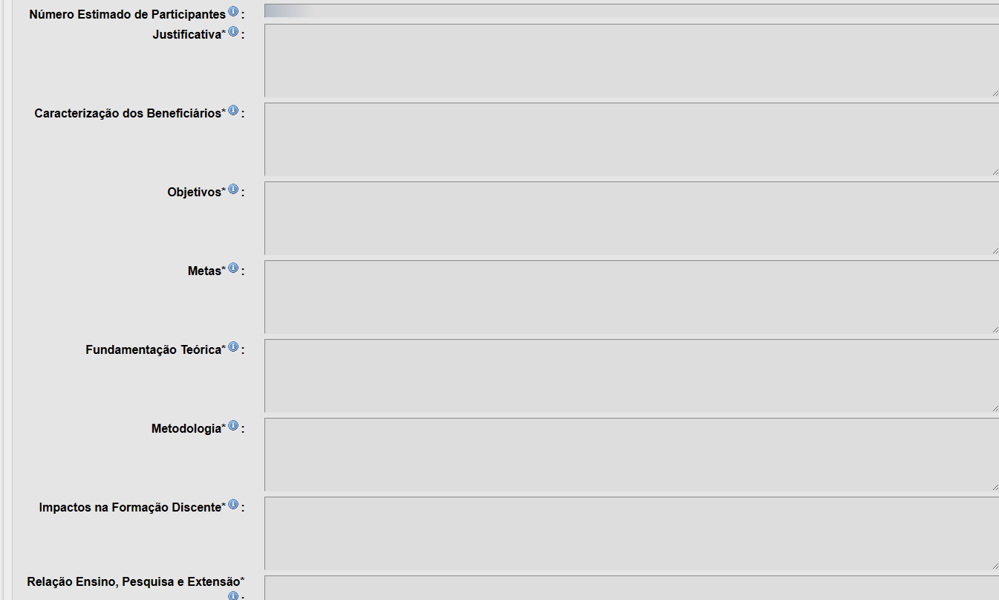 Número Estimado de Participantes :
Justificativa* :
Caracterização dos Beneficiários* :
Objetivos* :
Metas* :
Fundamentação Teórica* :
Metodologia* :
Impactos na Formação Discente* :
Relação Ensino, Pesquisa e Extensão*
: